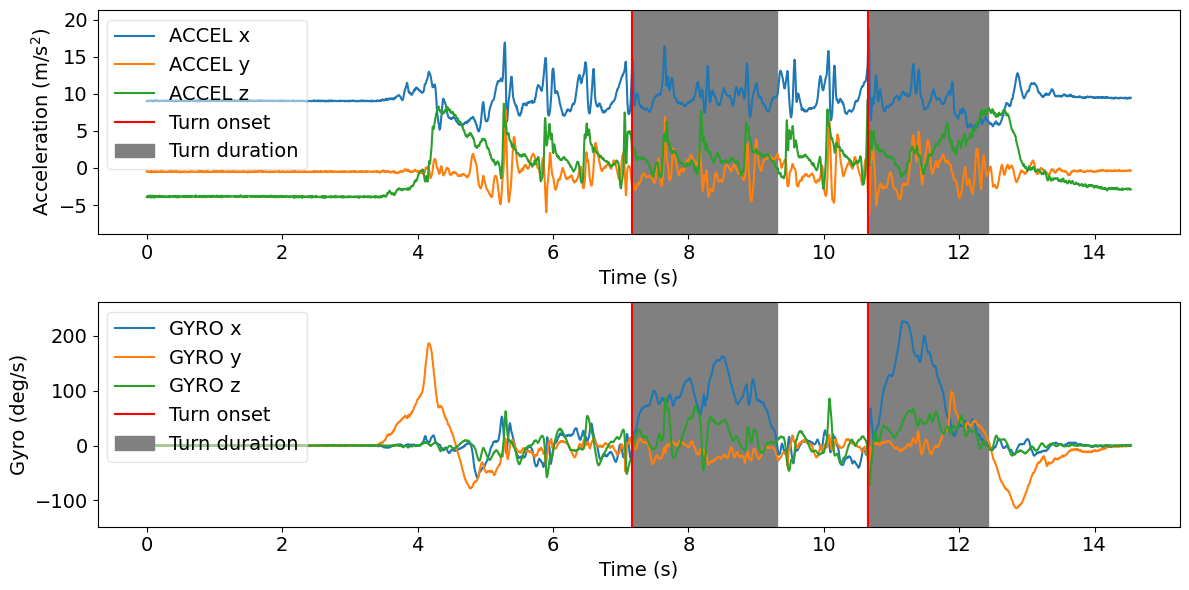 20
15
10
5
0
−5
Acceleration (m/s²)
ACCEL x
ACCEL y
ACCEL z
Turn onset
Turn duration
0 2 4 6 8 10 12 14
Time (s)
200
100
0
−100
Gyro (deg/s)
GYRO x
GYRO y
GYRO z
Turn onset
Turn duration
0 2 4 6 8 10 12 14
Time (s)